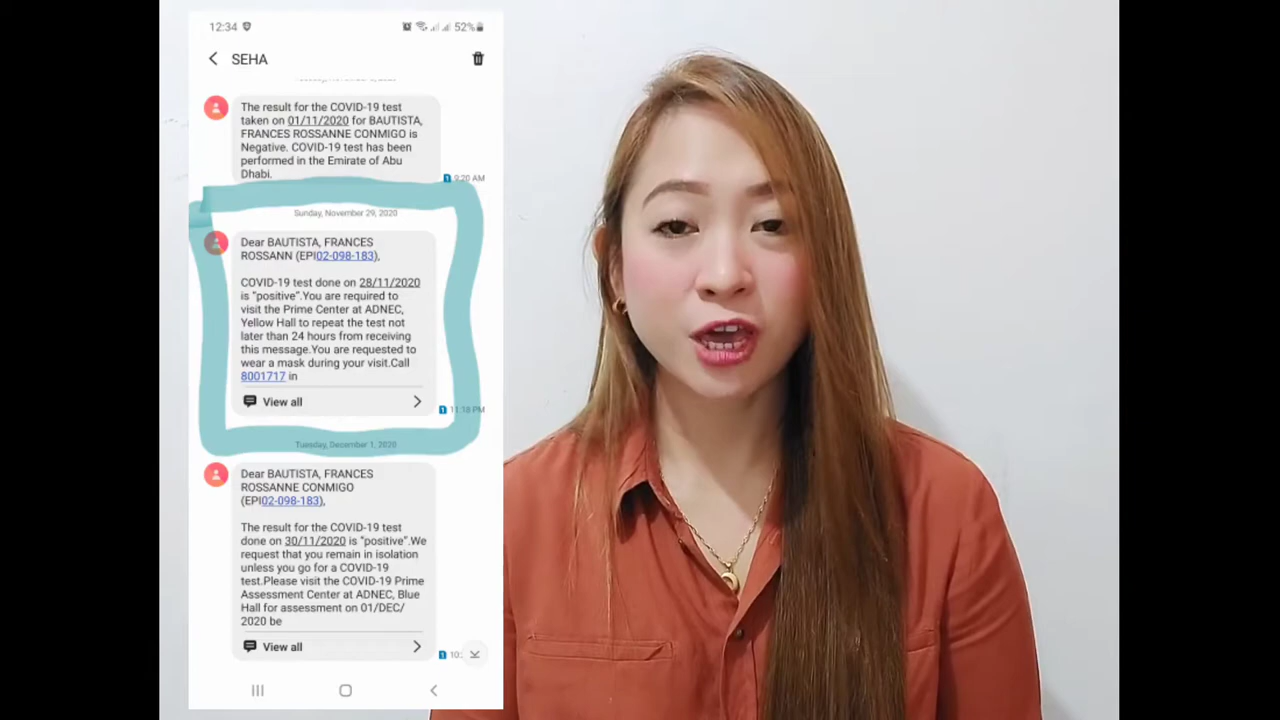 12:34
52%
SEHA
The result for the COVID-19 test
taken on 01/11/2020 for BAUTISTA,
FRANCES ROSSANNE CONMIGO is
Negative. COVID-19 test has been
performed in the Emirate of Abu
Dhabi.
1 9:20 AM
Sunday, November 29, 2020
Dear BAUTISTA, FRANCES
ROSSANN (EPI02-098-183),
COVID-19 test done on 28/11/2020
is "positive".You are required to
visit the Prime Center at ADNEC,
Yellow Hall to repeat the test not
later than 24 hours from receiving
this message.You are requested to
wear a mask during your visit.Call
8001717 in
View all
1 11:18 PM
Tuesday, December 1, 2020
Dear BAUTISTA, FRANCES
ROSSANNE CONMIGO
(EPI02-098-183),
The result for the COVID-19 test
done on 30/11/2020 is "positive".We
request that you remain in isolation
unless you go for a COVID-19
test.Please visit the COVID-19 Prime
Assessment Center at ADNEC, Blue
Hall for assessment on 01/DEC/
2020 be
View all
1 10: